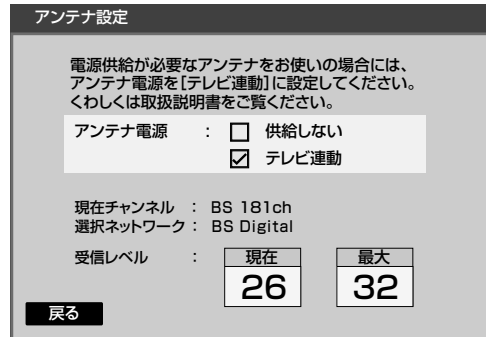 アンテナ設定
電源供給が必要なアンテナをお使いの場合には、
アンテナ電源を[テレビ連動]に設定してください。
くわしくは取扱説明書をご覧ください。
アンテナ電源 : 供給しない
テレビ連動
現在チャンネル : BS 181ch
選択ネットワーク : BS Digital
受信レベル : 現在 最大
26 32
戻る